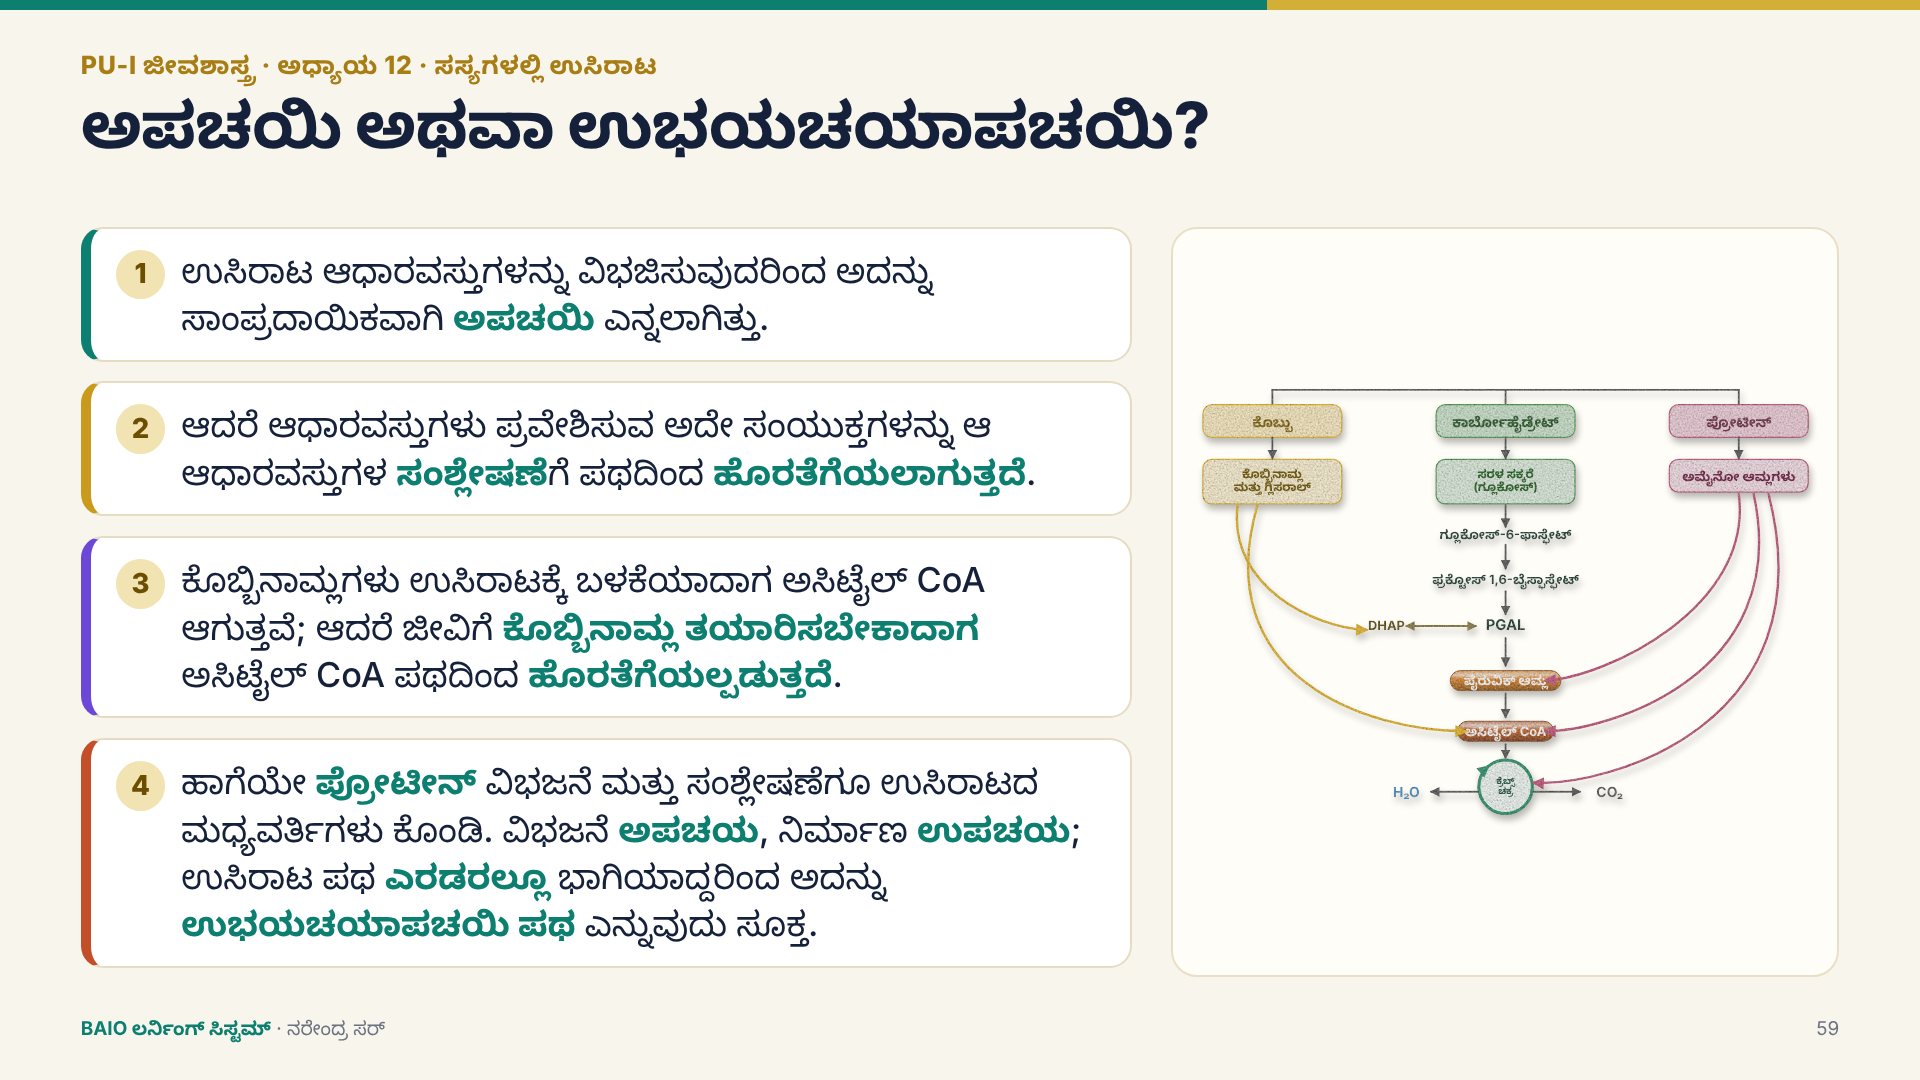 PU-I ಜೀವಶಾಸ್ತ್ರ · ಅಧ್ಯಾಯ 12 · ಸಸ್ಯಗಳಲ್ಲಿ ಉಸಿರಾಟ
ಅಪಚಯಿ ಅಥವಾ ಉಭಯಚಯಾಪಚಯಿ?
1
ಉಸಿರಾಟ ಆಧಾರವಸ್ತುಗಳನ್ನು ವಿಭಜಿಸುವುದರಿಂದ ಅದನ್ನು
ಸಾಂಪ್ರದಾಯಿಕವಾಗಿ ಅಪಚಯಿ ಎನ್ನಲಾಗಿತ್ತು.
2
ಆದರೆ ಆಧಾರವಸ್ತುಗಳು ಪ್ರವೇಶಿಸುವ ಅದೇ ಸಂಯುಕ್ತಗಳನ್ನು ಆ
ಆಧಾರವಸ್ತುಗಳ ಸಂಶ್ಲೇಷಣೆಗೆ ಪಥದಿಂದ ಹೊರತೆಗೆಯಲಾಗುತ್ತದೆ.
3
ಕೊಬ್ಬಿನಾಮ್ಲಗಳು ಉಸಿರಾಟಕ್ಕೆ ಬಳಕೆಯಾದಾಗ ಅಸಿಟೈಲ್ CoA
ಆಗುತ್ತವೆ; ಆದರೆ ಜೀವಿಗೆ ಕೊಬ್ಬಿನಾಮ್ಲ ತಯಾರಿಸಬೇಕಾದಾಗ
ಅಸಿಟೈಲ್ CoA ಪಥದಿಂದ ಹೊರತೆಗೆಯಲ್ಪಡುತ್ತದೆ.
4
ಹಾಗೆಯೇ ಪ್ರೋಟೀನ್ ವಿಭಜನೆ ಮತ್ತು ಸಂಶ್ಲೇಷಣೆಗೂ ಉಸಿರಾಟದ
ಮಧ್ಯವರ್ತಿಗಳು ಕೊಂಡಿ. ವಿಭಜನೆ ಅಪಚಯ, ನಿರ್ಮಾಣ ಉಪಚಯ;
ಉಸಿರಾಟ ಪಥ ಎರಡರಲ್ಲೂ ಭಾಗಿಯಾದ್ದರಿಂದ ಅದನ್ನು
ಉಭಯಚಯಾಪಚಯಿ ಪಥ ಎನ್ನುವುದು ಸೂಕ್ತ.
ಕೊಬ್ಬು
ಕಾರ್ಬೋಹೈಡ್ರೇಟ್
ಪ್ರೋಟೀನ್
ಕೊಬ್ಬಿನಾಮ್ಲ
ಮತ್ತು ಗ್ಲಿಸರಾಲ್
ಸರಳ ಸಕ್ಕರೆ
(ಗ್ಲೂಕೋಸ್)
ಅಮೈನೋ ಆಮ್ಲಗಳು
ಗ್ಲೂಕೋಸ್-6-ಫಾಸ್ಫೇಟ್
ಫ್ರಕ್ಟೋಸ್ 1,6-ಬೈಸ್ಫಾಸ್ಫೇಟ್
DHAP
PGAL
ಪೈರುವಿಕ್ ಆಮ್ಲ
ಅಸಿಟೈಲ್ CoA
ಕ್ರೆಬ್ಸ್
ಚಕ್ರ
H₂O
CO₂
BAIO ಲರ್ನಿಂಗ್ ಸಿಸ್ಟಮ್ · ನರೇಂದ್ರ ಸರ್
59